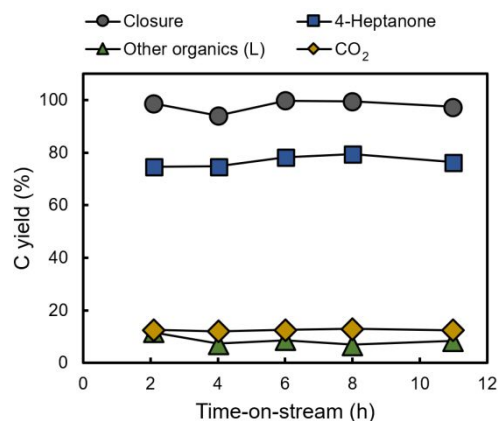 Closure
4-Heptanone
Other organics (L)
CO₂
C yield (%)
100
80
60
40
20
0
0 2 4 6 8 10 12
Time-on-stream (h)